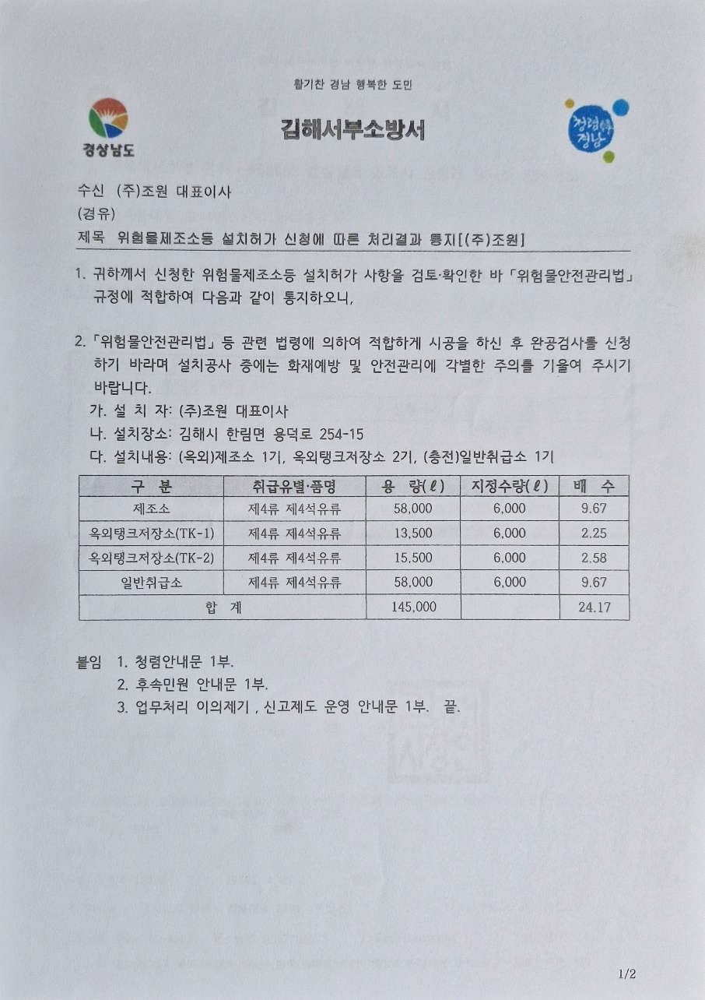 활기찬 경남 행복한 도민
경상남도
김해서부소방서
청렴
경남
수신 (주)조원 대표이사
(경유)
제목 위험물제조소등 설치허가 신청에 따른 처리결과 통지[(주)조원]
1. 귀하께서 신청한 위험물제조소등 설치허가 사항을 검토·확인한 바 「위험물안전관리법」
규정에 적합하여 다음과 같이 통지하오니,
2. 「위험물안전관리법」 등 관련 법령에 의하여 적합하게 시공을 하신 후 완공검사를 신청
하기 바라며 설치공사 중에는 화재예방 및 안전관리에 각별한 주의를 기울여 주시기
바랍니다.
가. 설 치 자: (주)조원 대표이사
나. 설치장소: 김해시 한림면 용덕로 254-15
다. 설치내용: (옥외)제조소 1기, 옥외탱크저장소 2기, (충전)일반취급소 1기
구 분 취급유별·품명 용 량(ℓ) 지정수량(ℓ) 배 수
제조소 제4류 제4석유류 58,000 6,000 9.67
옥외탱크저장소(TK-1) 제4류 제4석유류 13,500 6,000 2.25
옥외탱크저장소(TK-2) 제4류 제4석유류 15,500 6,000 2.58
일반취급소 제4류 제4석유류 58,000 6,000 9.67
합 계 145,000 24.17
붙임 1. 청렴안내문 1부.
2. 후속민원 안내문 1부.
3. 업무처리 이의제기 , 신고제도 운영 안내문 1부. 끝.
1/2